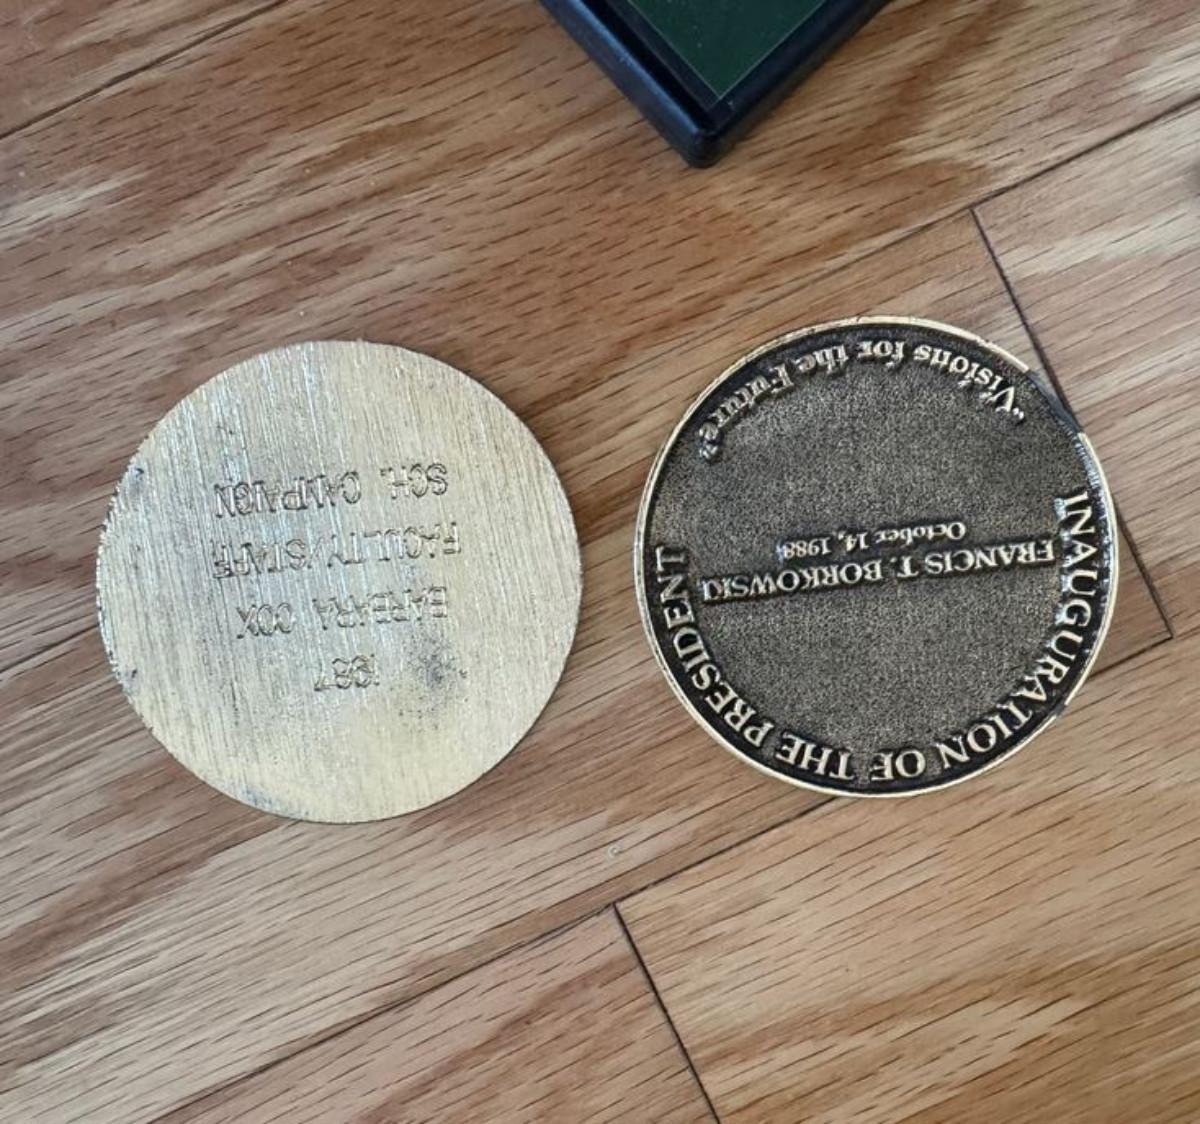 1987
BARBARA COX
FACULTY/STAFF
SCH. CAMPAIGN
INAUGURATION OF THE PRESIDENT
FRANCIS T. BORKOWSKI
October 14, 1988
"Visions for the Future"